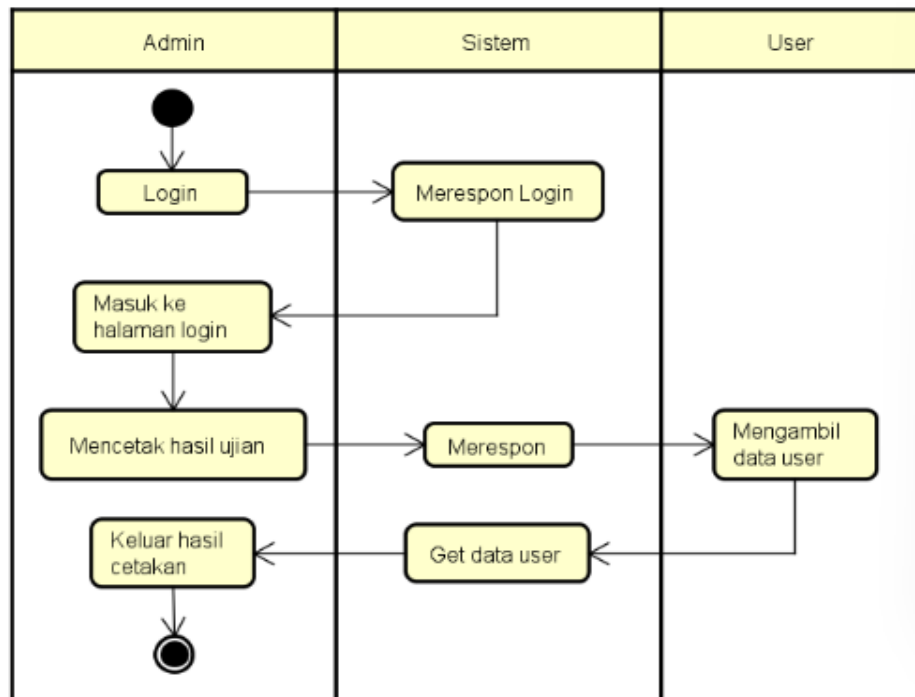 Admin
Sistem
User
Login
Merespon Login
Masuk ke
halaman login
Mencetak hasil ujian
Merespon
Mengambil
data user
Get data user
Keluar hasil
cetakan